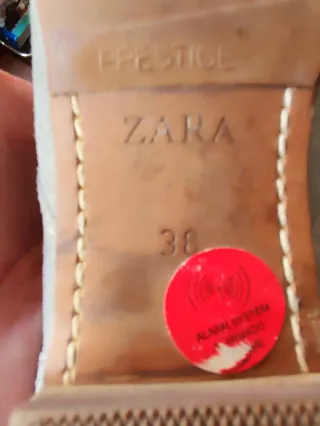 PRESTIGE
ZARA
38
ALARM SYSTEM